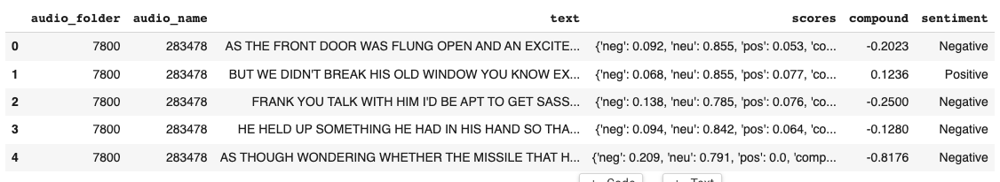 audio_folder audio_name text scores compound sentiment
0 7800 283478 AS THE FRONT DOOR WAS FLUNG OPEN AND AN EXCITE... {'neg': 0.092, 'neu': 0.855, 'pos': 0.053, 'co... -0.2023 Negative
1 7800 283478 BUT WE DIDN'T BREAK HIS OLD WINDOW YOU KNOW EX... {'neg': 0.068, 'neu': 0.855, 'pos': 0.077, 'co... 0.1236 Positive
2 7800 283478 FRANK YOU TALK WITH HIM I'D BE APT TO GET SASS... {'neg': 0.138, 'neu': 0.785, 'pos': 0.076, 'co... -0.2500 Negative
3 7800 283478 HE HELD UP SOMETHING HE HAD IN HIS HAND SO THA... {'neg': 0.094, 'neu': 0.842, 'pos': 0.064, 'co... -0.1280 Negative
4 7800 283478 AS THOUGH WONDERING WHETHER THE MISSILE THAT H... {'neg': 0.209, 'neu': 0.791, 'pos': 0.0, 'comp... -0.8176 Negative
+ Code + Text